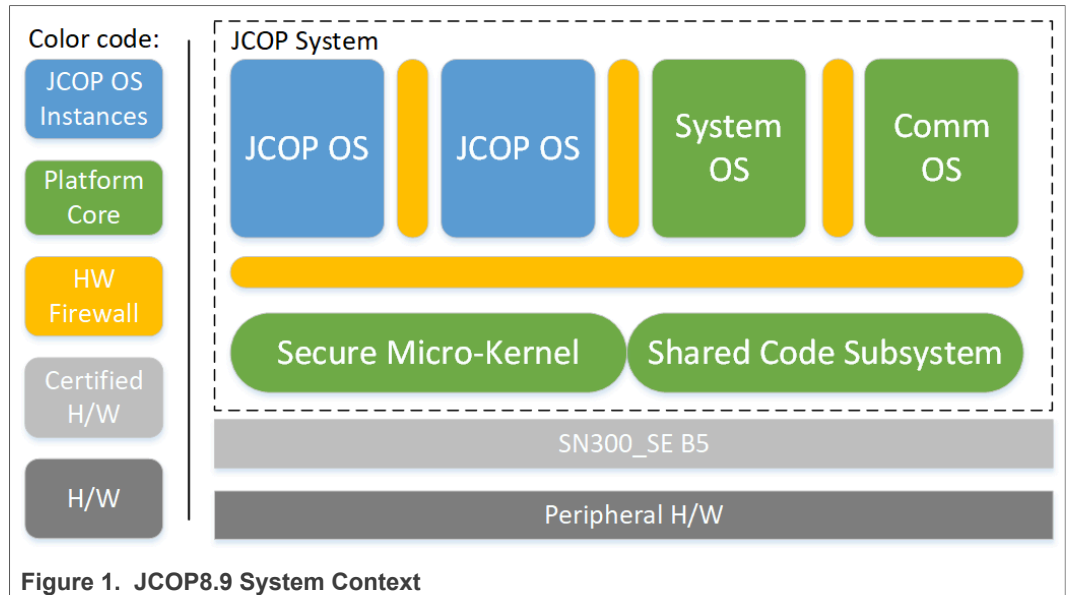 Color code:
JCOP OS
Instances
Platform
Core
HW
Firewall
Certified
H/W
H/W
JCOP System
JCOP OS
JCOP OS
System
OS
Comm
OS
Secure Micro-Kernel
Shared Code Subsystem
SN300_SE B5
Peripheral H/W
Figure 1. JCOP8.9 System Context